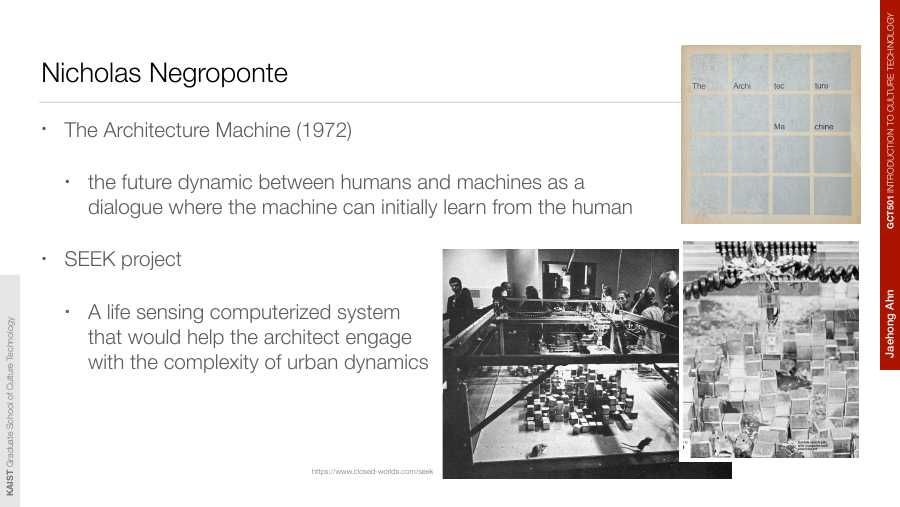 Nicholas Negroponte
• The Architecture Machine (1972)
• the future dynamic between humans and machines as a
dialogue where the machine can initially learn from the human
• SEEK project
• A life sensing computerized system
that would help the architect engage
with the complexity of urban dynamics
https://www.closed-worlds.com/seek
The Archi tec ture
Ma chine
GCT501 INTRODUCTION TO CULTURE TECHNOLOGY
Jaehong Ahn
KAIST Graduate School of Culture Technology